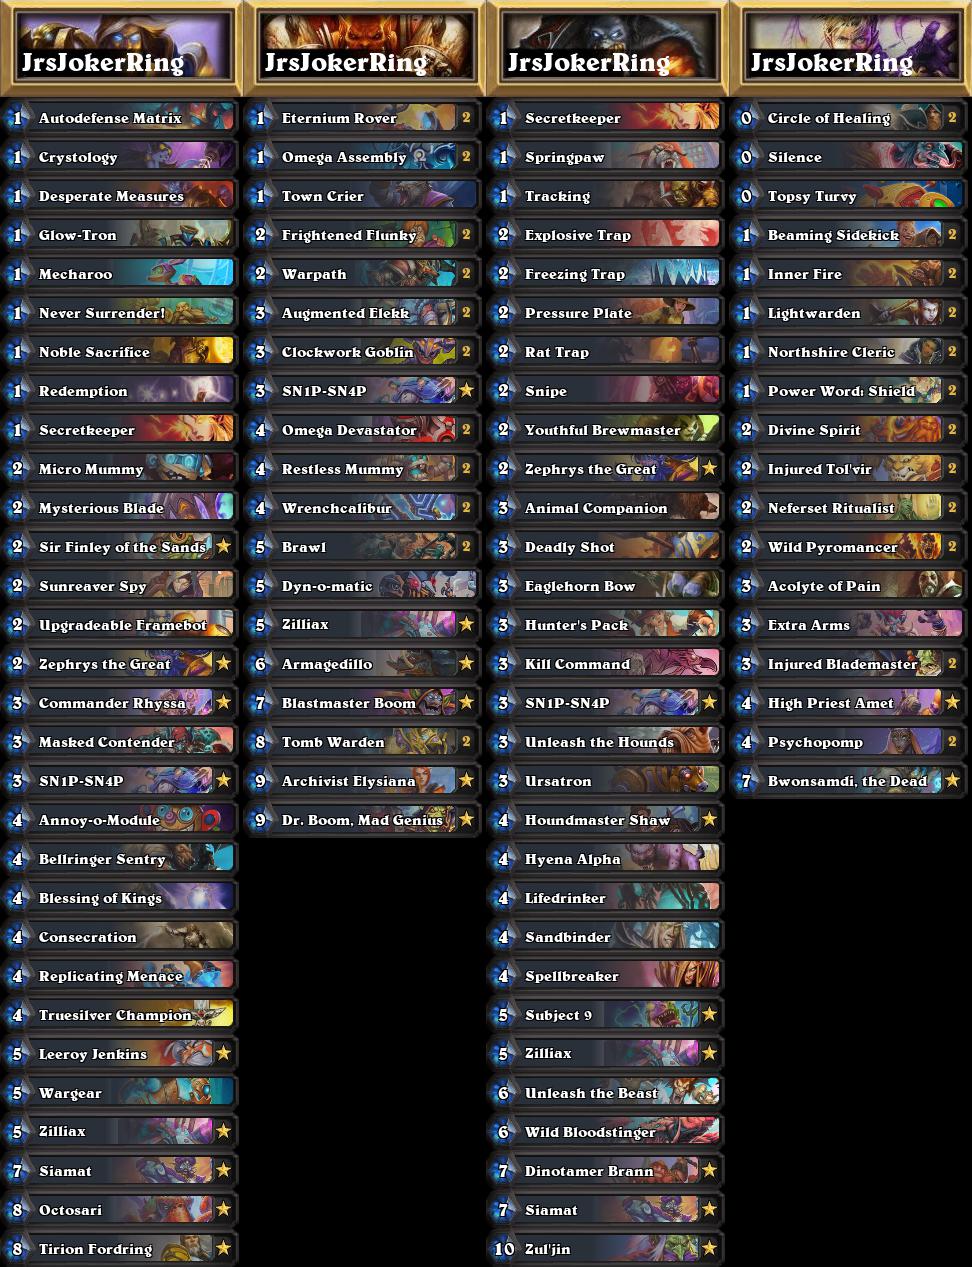 JrsJokerRing
1 Autodefense Matrix
1 Crystology
1 Desperate Measures
1 Glow-Tron
1 Mecharoo
1 Never Surrender!
1 Noble Sacrifice
1 Redemption
1 Secretkeeper
2 Micro Mummy
2 Mysterious Blade
2 Sir Finley of the Sands
2 Sunreaver Spy
2 Upgradeable Framebot
2 Zephrys the Great
3 Commander Rhyssa
3 Masked Contender
3 SN1P-SN4P
4 Annoy-o-Module
4 Bellringer Sentry
4 Blessing of Kings
4 Consecration
4 Replicating Menace
4 Truesilver Champion
5 Leeroy Jenkins
5 Wargear
5 Zilliax
7 Siamat
8 Octosari
8 Tirion Fordring
JrsJokerRing
1 Eternium Rover 2
1 Omega Assembly 2
1 Town Crier
2 Frightened Flunky 2
2 Warpath 2
3 Augmented Elekk 2
3 Clockwork Goblin 2
3 SN1P-SN4P
4 Omega Devastator 2
4 Restless Mummy 2
4 Wrenchcalibur 2
5 Brawl 2
5 Dyn-o-matic
5 Zilliax
6 Armagedillo
7 Blastmaster Boom
8 Tomb Warden 2
9 Archivist Elysiana
9 Dr. Boom, Mad Genius
JrsJokerRing
1 Secretkeeper
1 Springpaw
1 Tracking
2 Explosive Trap
2 Freezing Trap
2 Pressure Plate
2 Rat Trap
2 Snipe
2 Youthful Brewmaster
2 Zephrys the Great
3 Animal Companion
3 Deadly Shot
3 Eaglehorn Bow
3 Hunter's Pack
3 Kill Command
3 SN1P-SN4P
3 Unleash the Hounds
3 Ursatron
4 Houndmaster Shaw
4 Hyena Alpha
4 Lifedrinker
4 Sandbinder
4 Spellbreaker
5 Subject 9
5 Zilliax
6 Unleash the Beast
6 Wild Bloodstinger
7 Dinotamer Brann
7 Siamat
10 Zul'jin
JrsJokerRing
0 Circle of Healing 2
0 Silence
0 Topsy Turvy
1 Beaming Sidekick 2
1 Inner Fire 2
1 Lightwarden
1 Northshire Cleric 2
1 Power Word: Shield 2
2 Divine Spirit 2
2 Injured Tol'vir 2
2 Neferset Ritualist 2
2 Wild Pyromancer 2
3 Acolyte of Pain
3 Extra Arms
3 Injured Blademaster 2
4 High Priest Amet
4 Psychopomp 2
7 Bwonsamdi, the Dead